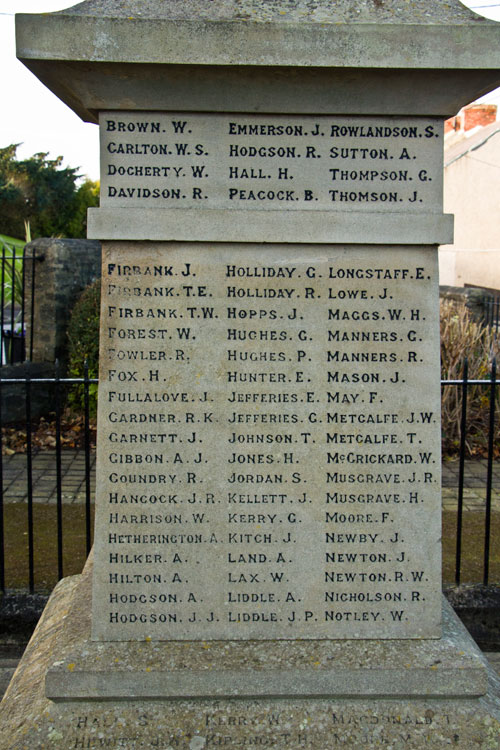 BROWN. W. EMMERSON. J. ROWLANDSON. S.
CARLTON. W. S. HODGSON. R. SUTTON. A.
DOCHERTY. W. HALL. H. THOMPSON. G.
DAVIDSON. R. PEACOCK. B. THOMSON. J.
FIRBANK. J. HOLLIDAY. G. LONGSTAFF. E.
FIRBANK. T. E. HOLLIDAY. R. LOWE. J.
FIRBANK. T. W. HOPPS. J. MAGGS. W. H.
FOREST. W. HUGHES. G. MANNERS. G.
FOWLER. R. HUGHES. P. MANNERS. R.
FOX. H. HUNTER. E. MASON. J.
FULLALOVE. J. JEFFERIES. E. MAY. F.
GARDNER. R. K. JEFFERIES. G. METCALFE. J. W.
GARNETT. J. JOHNSON. T. METCALFE. T.
GIBBON. A. J. JONES. H. McCRICKARD. W.
GOUNDRY. R. JORDAN. S. MUSGRAVE. J. R.
HANCOCK. J. R. KELLETT. J. MUSGRAVE. H.
HARRISON. W. KERRY. G. MOORE. F.
HETHERINGTON. A. KITCH. J. NEWBY. J.
HILKER. A. LAND. A. NEWTON. J.
HILTON. A. LAX. W. NEWTON. R. W.
HODGSON. A. LIDDLE. A. NICHOLSON. R.
HODGSON. J. J. LIDDLE. J. P. NOTLEY. W.
S. KERRY. W. MACDONALD. T.
HEWITT.